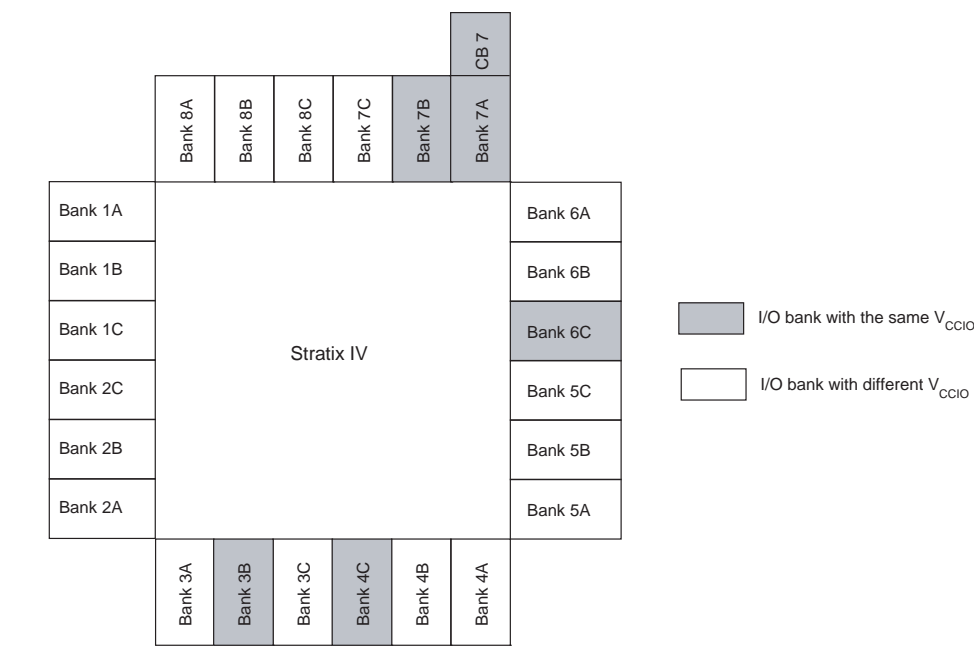 CB 7
Bank 8A
Bank 8B
Bank 8C
Bank 7C
Bank 7B
Bank 7A
Bank 1A
Bank 1B
Bank 1C
Bank 2C
Bank 2B
Bank 2A
Stratix IV
Bank 6A
Bank 6B
Bank 6C
Bank 5C
Bank 5B
Bank 5A
Bank 3A
Bank 3B
Bank 3C
Bank 4C
Bank 4B
Bank 4A
I/O bank with the same VCCIO
I/O bank with different VCCIO